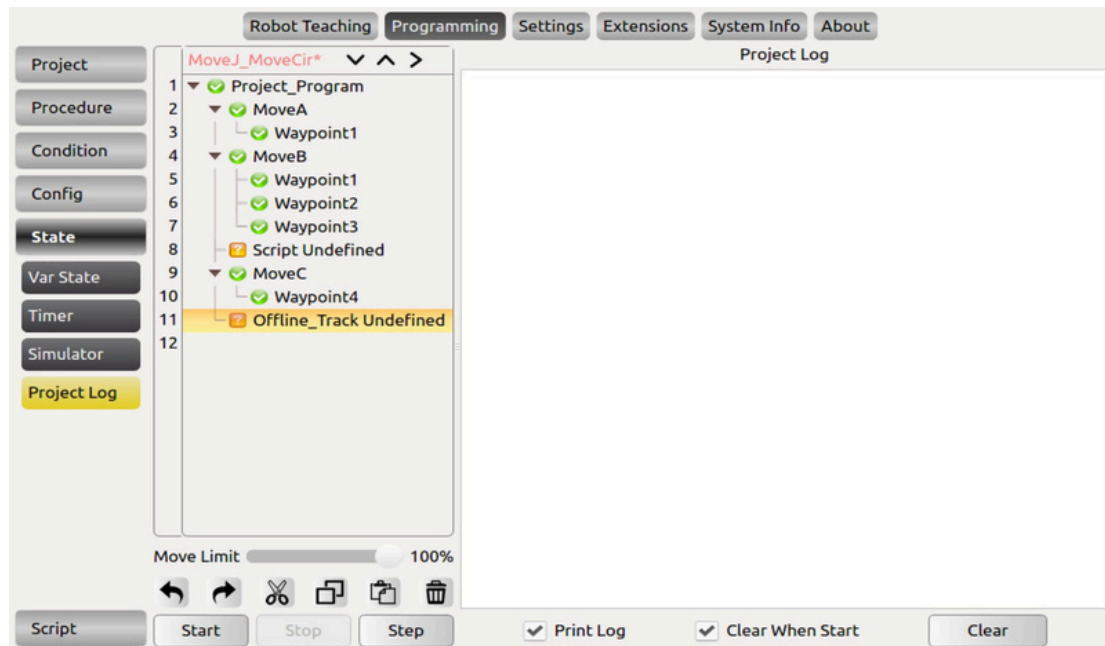 Robot Teaching Programming Settings Extensions System Info About
Project
Procedure
Condition
Config
State
Var State
Timer
Simulator
Project Log
Script
MoveJ_MoveCir*
1 Project_Program
2 MoveA
3 Waypoint1
4 MoveB
5 Waypoint1
6 Waypoint2
7 Waypoint3
8 Script Undefined
9 MoveC
10 Waypoint4
11 Offline_Track Undefined
12
Move Limit 100%
Start Stop Step
Project Log
Print Log Clear When Start Clear